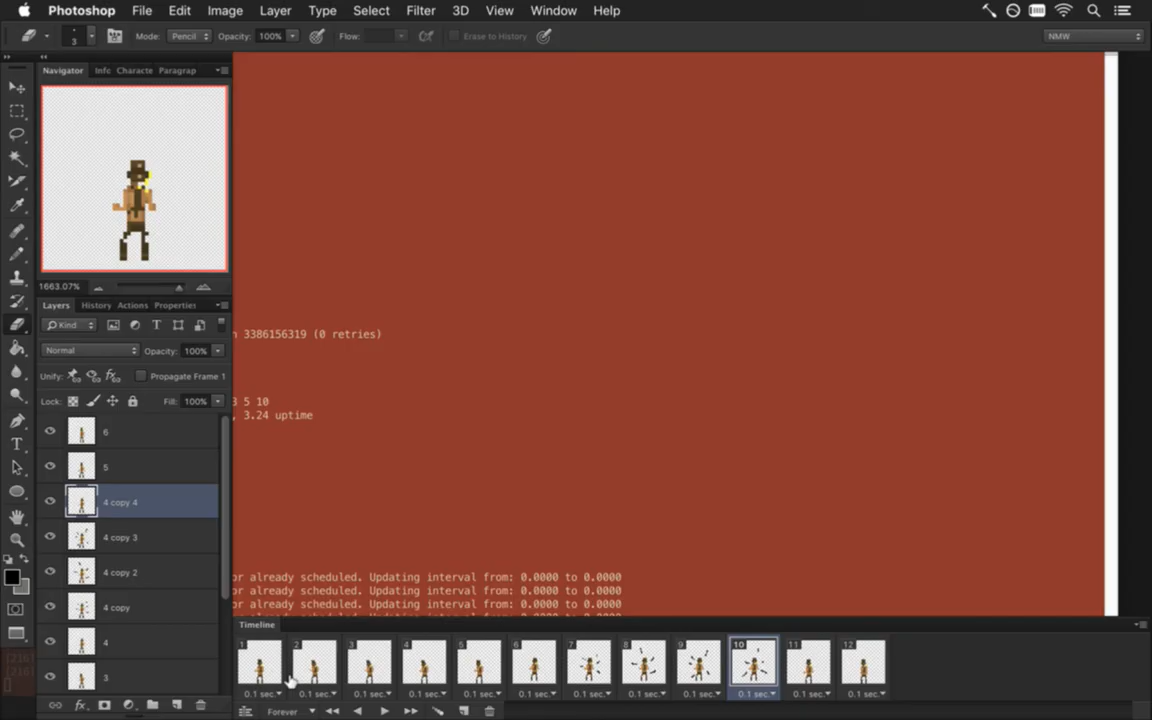 Photoshop File Edit Image Layer Type Select Filter 3D View Window Help
3 Mode: Pencil Opacity: 100% Flow: Erase to History NMW
Navigator Info Characte Paragrap
1663.07%
n 3386156319 (0 retries)
3 5 10
, 3.24 uptime
or already scheduled. Updating interval from: 0.0000 to 0.0000
or already scheduled. Updating interval from: 0.0000 to 0.0000
or already scheduled. Updating interval from: 0.0000 to 0.0000
Layers History Actions Properties
Kind
Normal Opacity: 100%
Unify: Propagate Frame 1
Lock: Fill: 100%
6
5
4 copy 4
4 copy 3
4 copy 2
4 copy
4
3
Timeline
1 2 3 4 5 6 7 8 9 10 11 12
0.1 sec. 0.1 sec. 0.1 sec. 0.1 sec. 0.1 sec. 0.1 sec. 0.1 sec. 0.1 sec. 0.1 sec. 0.1 sec. 0.1 sec. 0.1 sec.
Forever